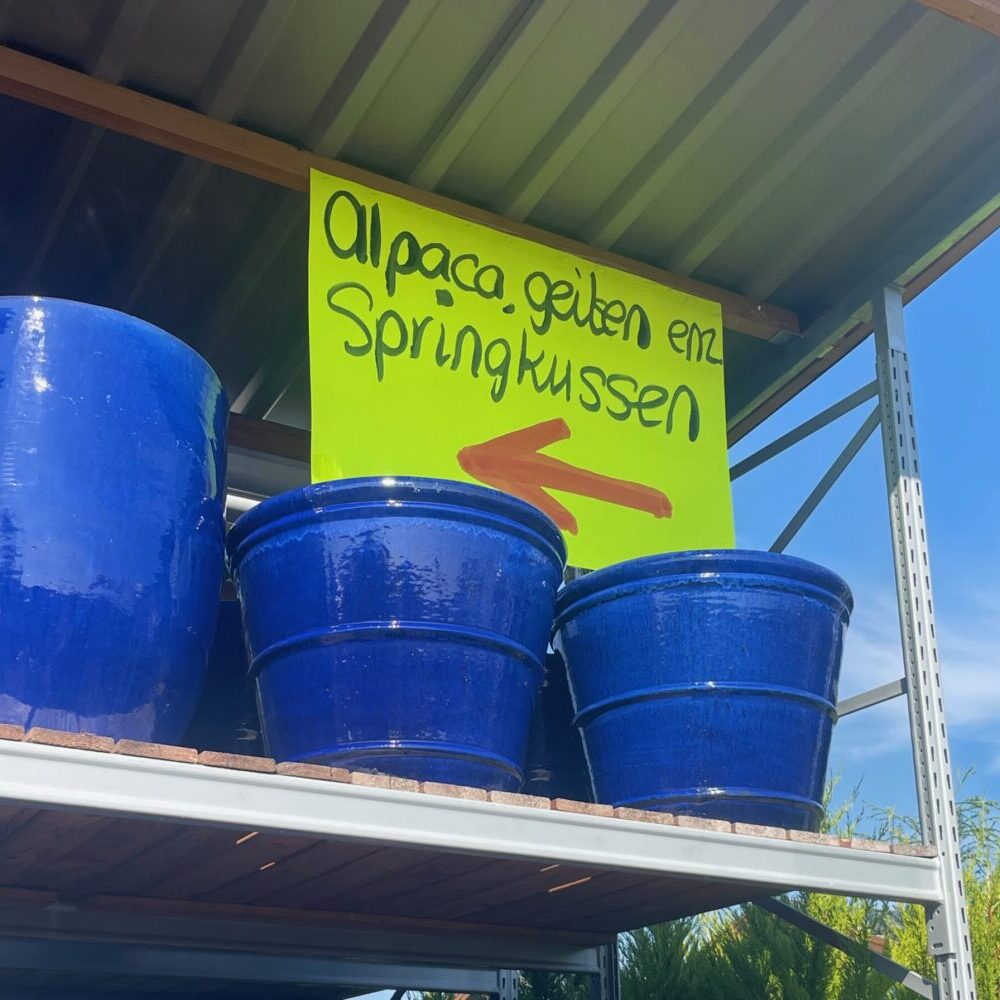 Alpaca. geiten enz
Springkussen